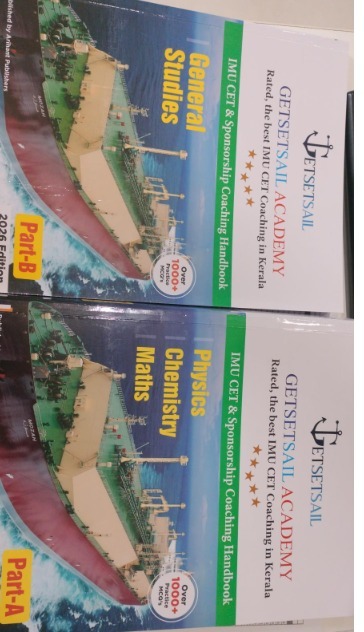 GETSETSAIL
GETSETSAIL ACADEMY
Rated, the best IMU CET Coaching in Kerala
IMU CET & Sponsorship Coaching Handbook
General
Studies
Over
1000+
Practice
MCQ's
Part-B
2026 Edition
Published by Arihant Publishers
GETSETSAIL
GETSETSAIL ACADEMY
Rated, the best IMU CET Coaching in Kerala
IMU CET & Sponsorship Coaching Handbook
Physics
Chemistry
Maths
Over
1000+
Practice
MCQ's
Part-A